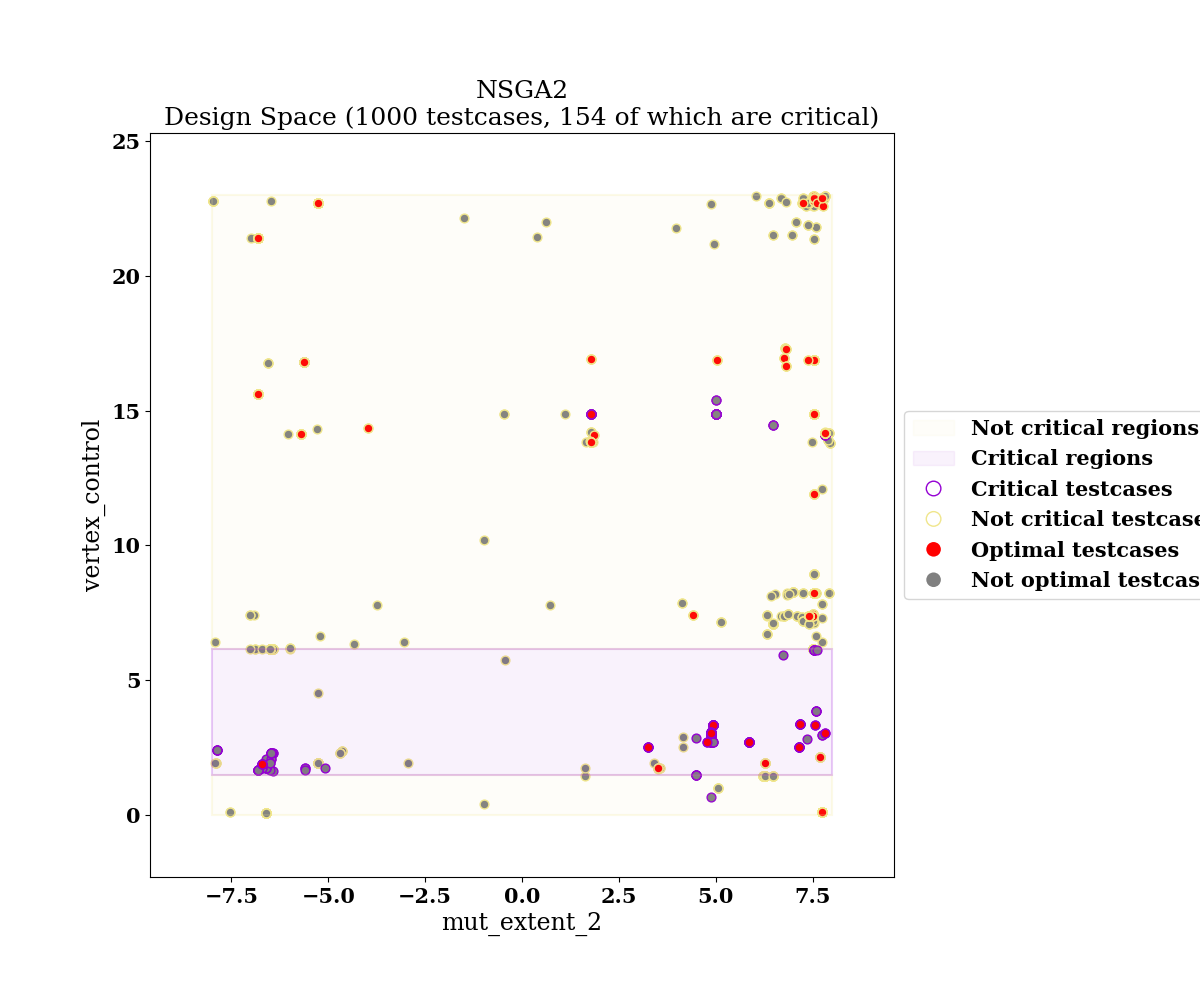 NSGA2
Design Space (1000 testcases, 154 of which are critical)
25
20
15
10
5
0
vertex_control
−7.5 −5.0 −2.5 0.0 2.5 5.0 7.5
mut_extent_2
Not critical regions
Critical regions
Critical testcases
Not critical testcase
Optimal testcases
Not optimal testcas